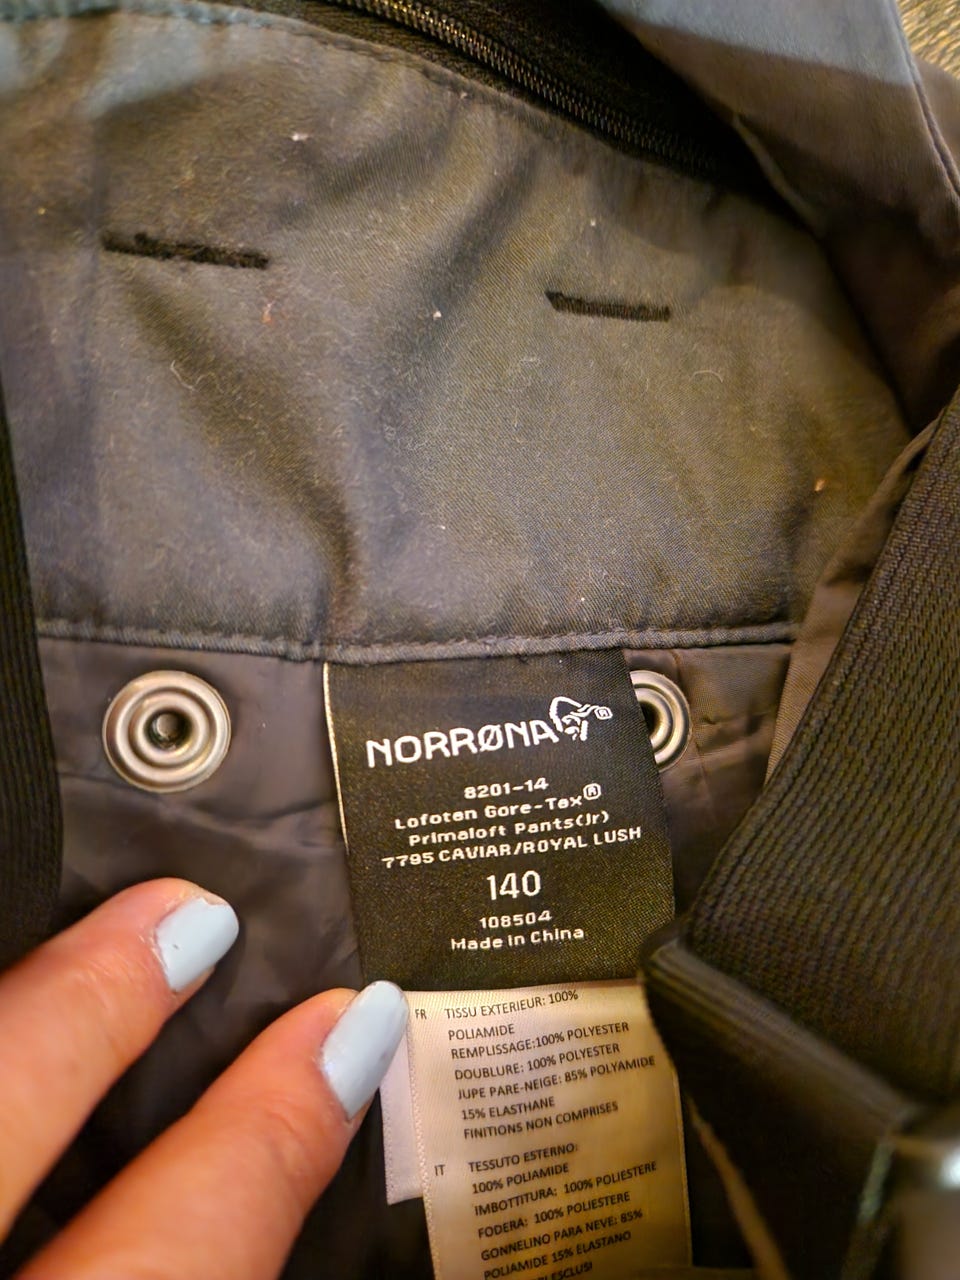 NORRØNA®
8201-14
Lofoten Gore-Tex®
Primaloft Pants(Jr)
7795 CAVIAR/ROYAL LUSH
140
108504
Made in China
FR TISSU EXTERIEUR: 100%
POLIAMIDE
REMPLISSAGE:100% POLYESTER
DOUBLURE: 100% POLYESTER
JUPE PARE-NEIGE: 85% POLYAMIDE
15% ELASTHANE
FINITIONS NON COMPRISES
IT TESSUTO ESTERNO:
100% POLIAMIDE
IMBOTTITURA: 100% POLIESTERE
FODERA: 100% POLIESTERE
GONNELINO PARA NEVE: 85%
POLIAMIDE 15% ELASTANO